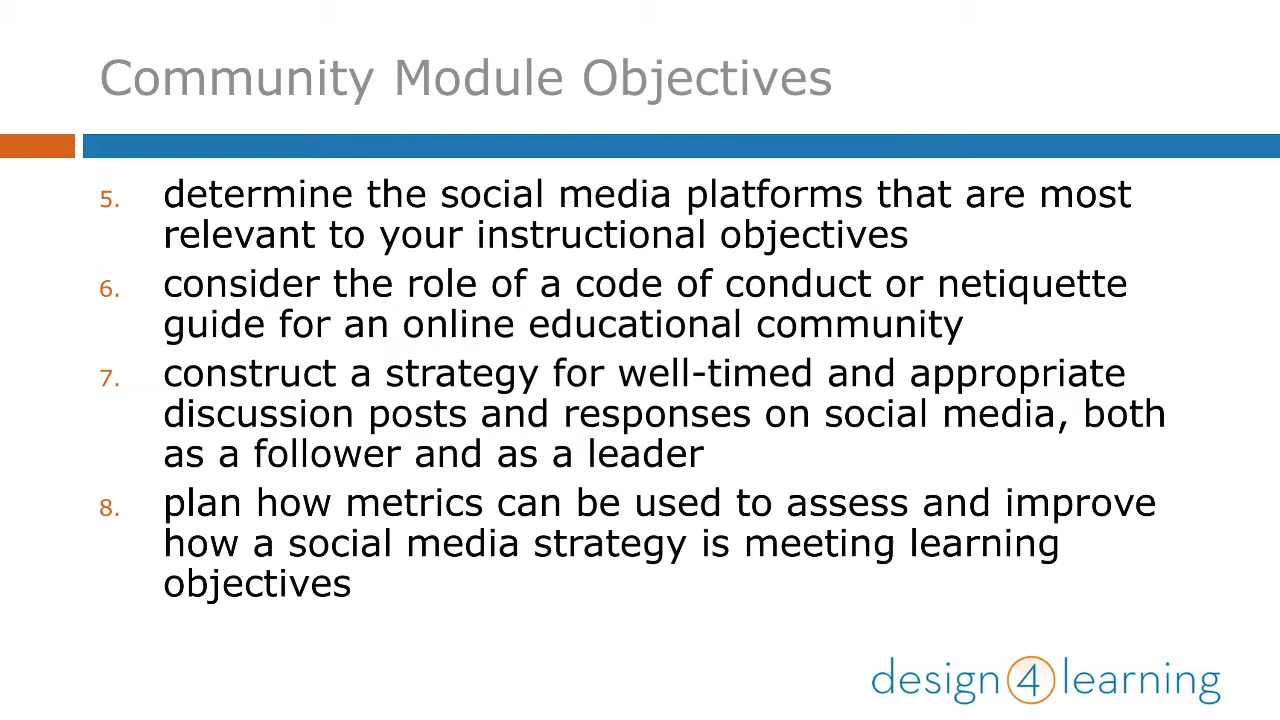 Community Module Objectives
5. determine the social media platforms that are most
relevant to your instructional objectives
6. consider the role of a code of conduct or netiquette
guide for an online educational community
7. construct a strategy for well-timed and appropriate
discussion posts and responses on social media, both
as a follower and as a leader
8. plan how metrics can be used to assess and improve
how a social media strategy is meeting learning
objectives
design 4 learning